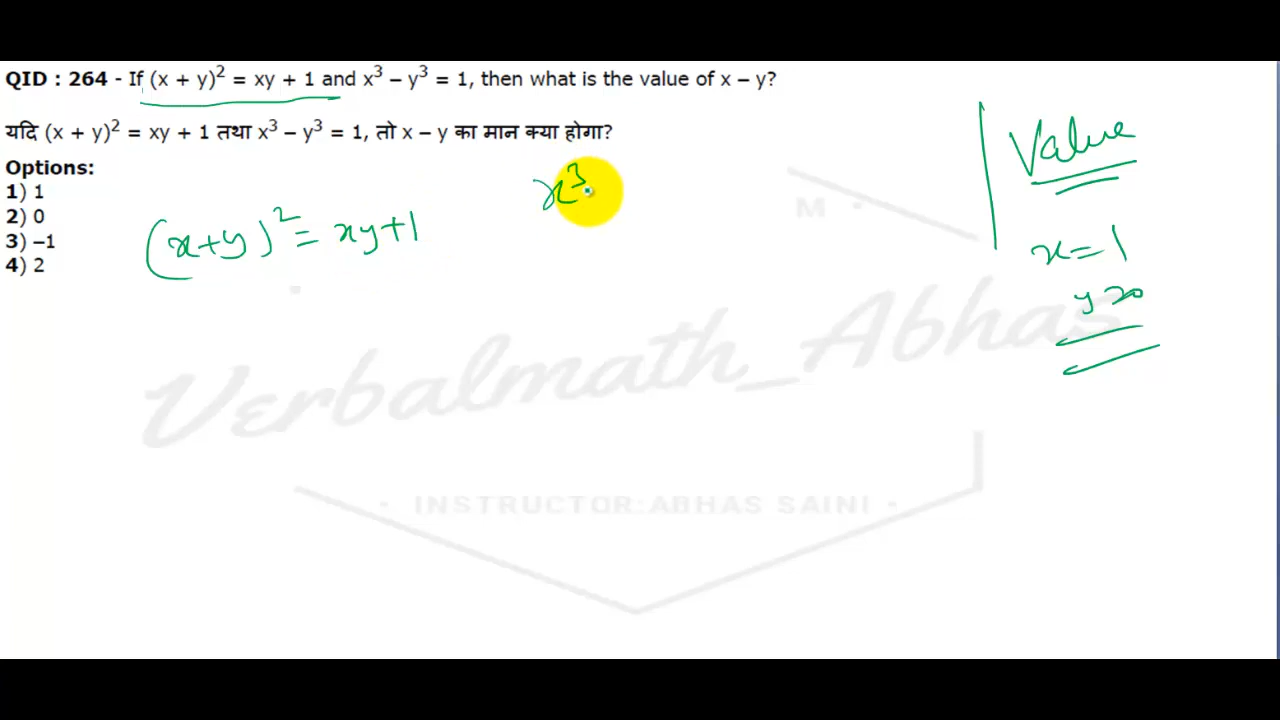 QID : 264 - If (x + y)² = xy + 1 and x³ – y³ = 1, then what is the value of x – y?
यदि (x + y)² = xy + 1 तथा x³ – y³ = 1, तो x – y का मान क्या होगा?
Options:
1) 1
2) 0
3) –1
4) 2
(x+y)² = xy+1
x³
Value
x=1
M
Verbalmath_Abhas
· INSTRUCTOR:ABHAS SAINI ·